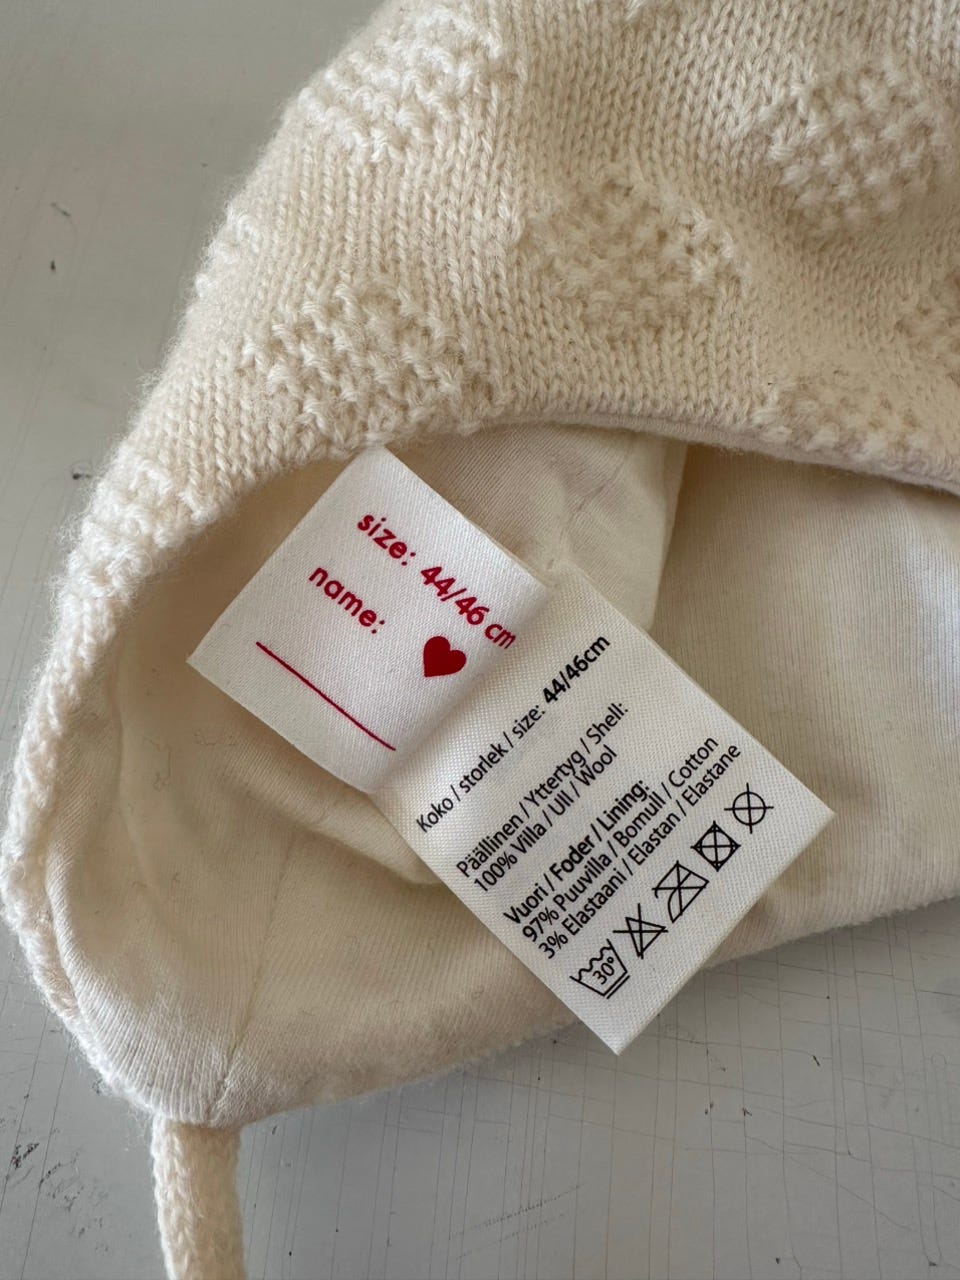 size: 44/46 cm
name:
Koko / storlek / size: 44/46cm
Päällinen / Yttertyg / Shell:
100% Villa / Ull / Wool
Vuori / Foder / Lining:
97% Puuvilla / Bomull / Cotton
3% Elastaani / Elastan / Elastane
30°